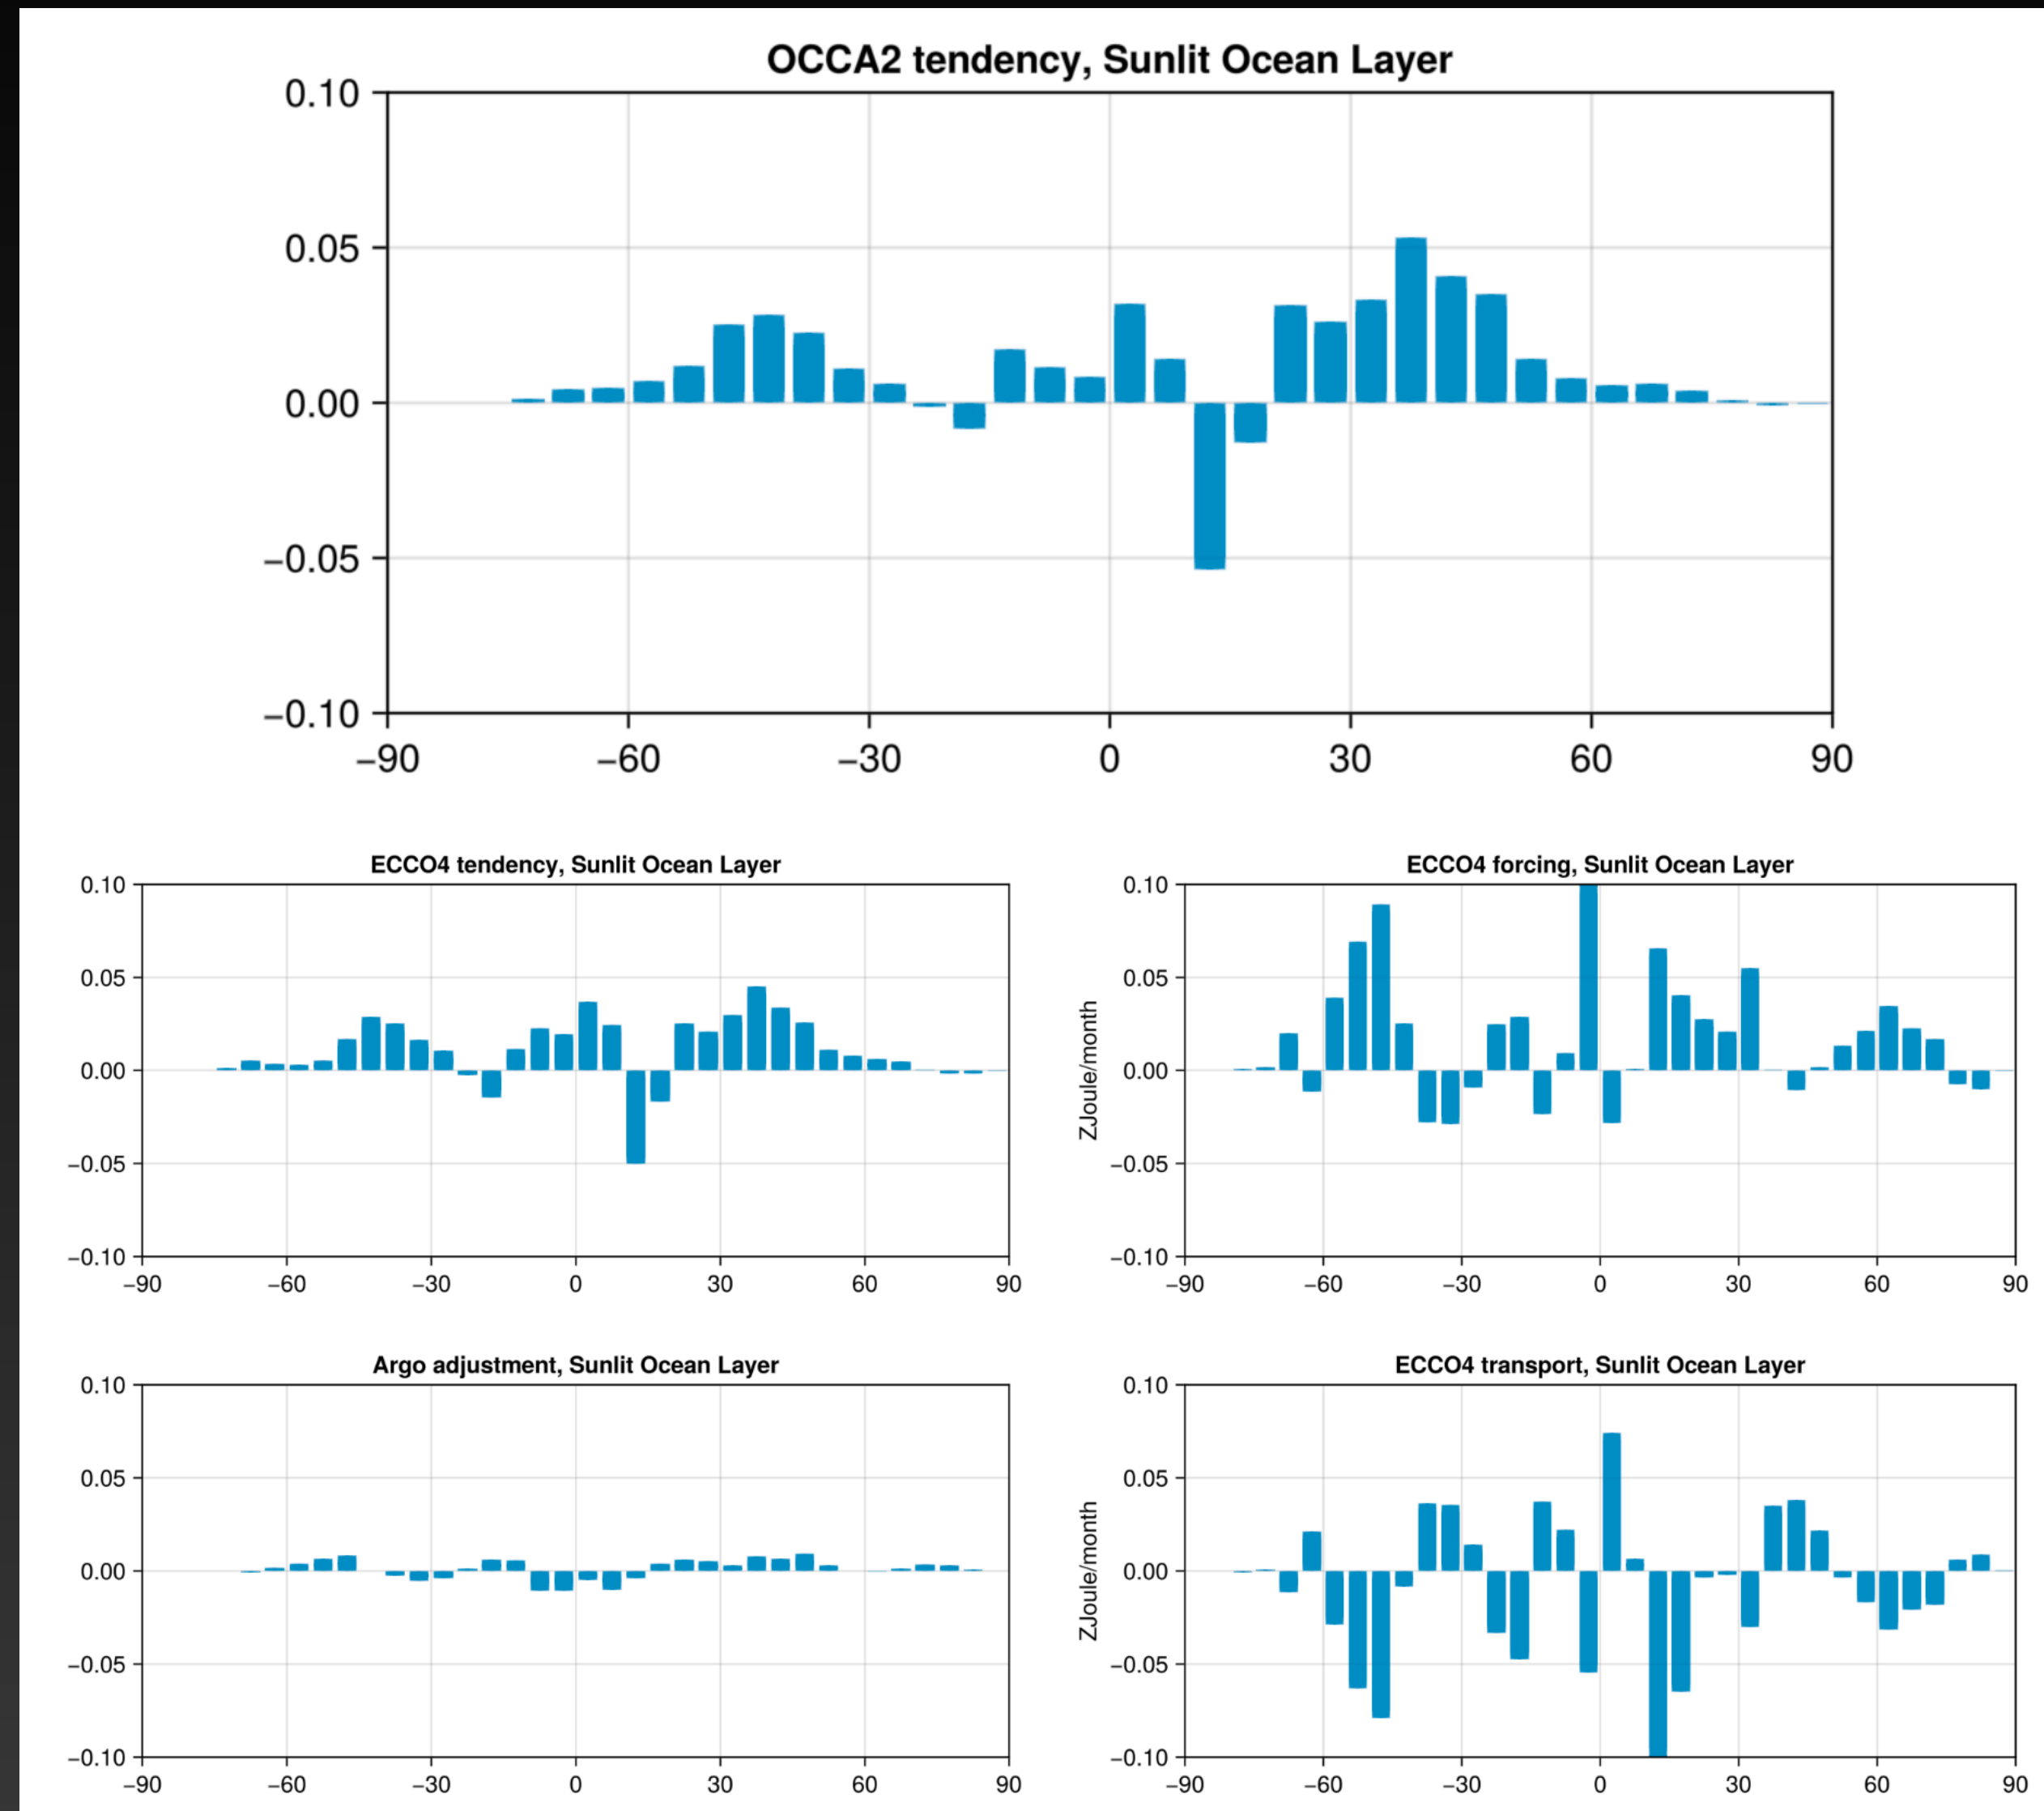 OCCA2 tendency, Sunlit Ocean Layer
0.10
0.05
0.00
−0.05
−0.10
−90 −60 −30 0 30 60 90
ECCO4 tendency, Sunlit Ocean Layer
0.10
0.05
0.00
−0.05
−0.10
−90 −60 −30 0 30 60 90
ECCO4 forcing, Sunlit Ocean Layer
ZJoule/month
0.10
0.05
0.00
−0.05
−0.10
−90 −60 −30 0 30 60 90
Argo adjustment, Sunlit Ocean Layer
0.10
0.05
0.00
−0.05
−0.10
−90 −60 −30 0 30 60 90
ECCO4 transport, Sunlit Ocean Layer
ZJoule/month
0.10
0.05
0.00
−0.05
−0.10
−90 −60 −30 0 30 60 90